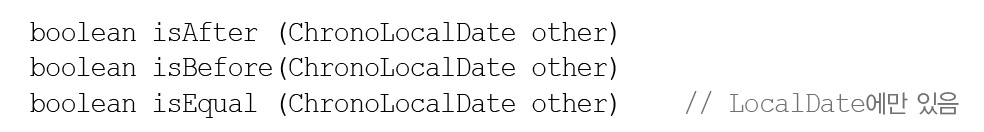 boolean isAfter (ChronoLocalDate other)
boolean isBefore(ChronoLocalDate other)
boolean isEqual (ChronoLocalDate other)    // LocalDate에만 있음